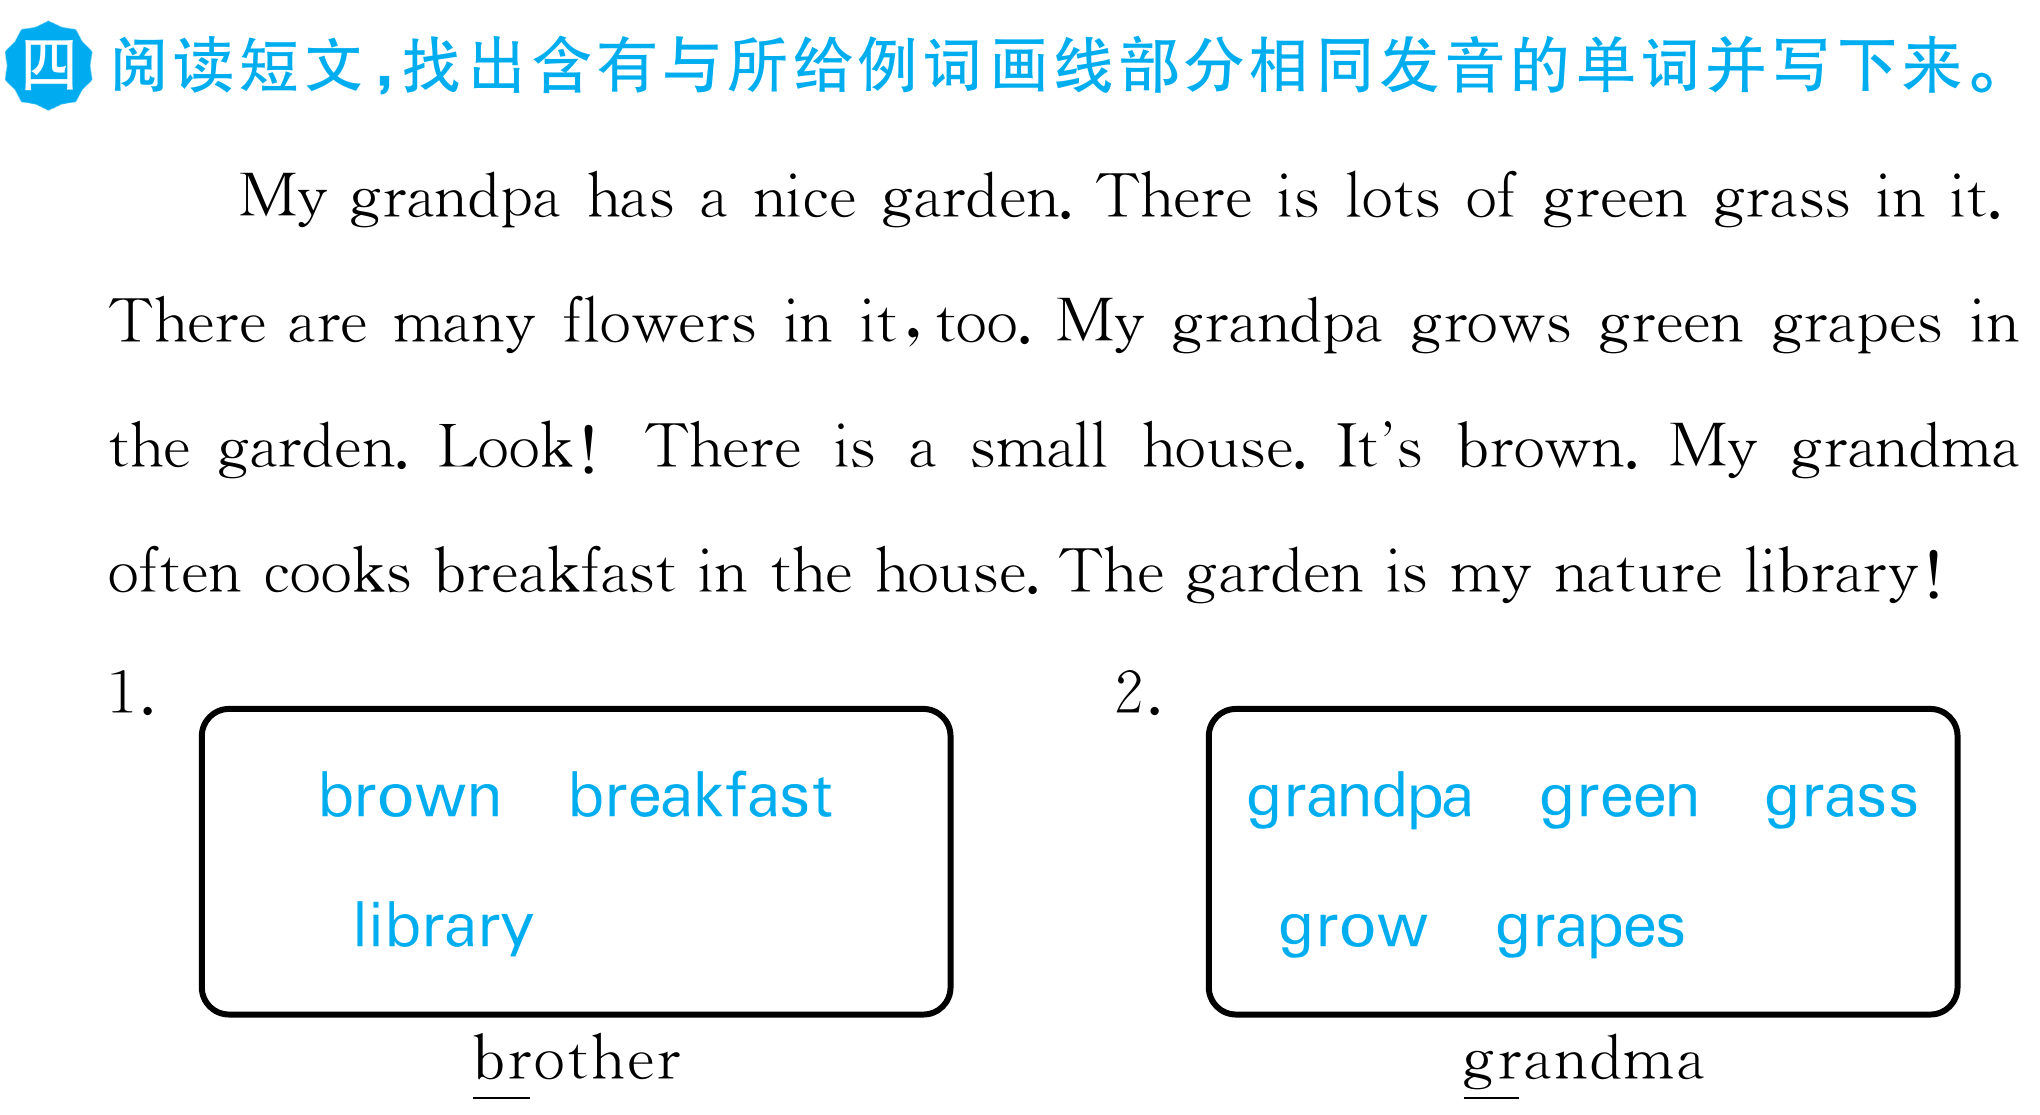 四 阅读短文,找出含有与所给例词画线部分相同发音的单词并写下来。
My grandpa has a nice garden. There is lots of green grass in it.
There are many flowers in it, too. My grandpa grows green grapes in
the garden. Look! There is a small house. It's brown. My grandma
often cooks breakfast in the house. The garden is my nature library!
1.
brown breakfast
library
brother
2.
grandpa green grass
grow grapes
grandma